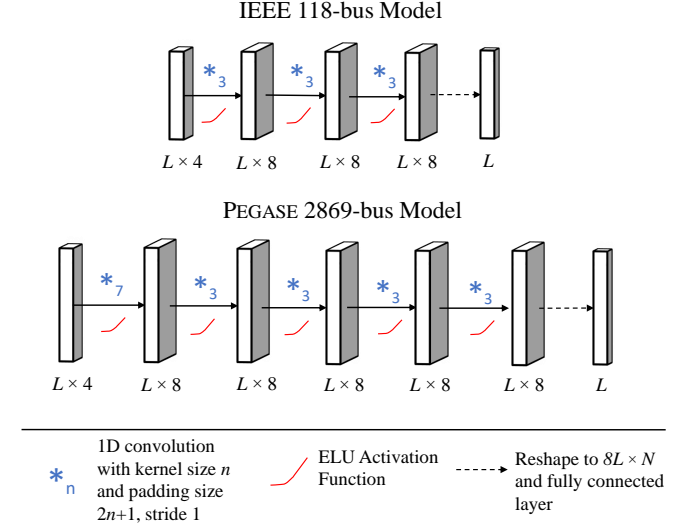 IEEE 118-bus Model
*3 *3 *3
L × 4 L × 8 L × 8 L × 8 L
PEGASE 2869-bus Model
*7 *3 *3 *3 *3
L × 4 L × 8 L × 8 L × 8 L × 8 L × 8 L
*n
1D convolution
with kernel size n
and padding size
2n+1, stride 1
ELU Activation
Function
Reshape to 8L × N
and fully connected
layer